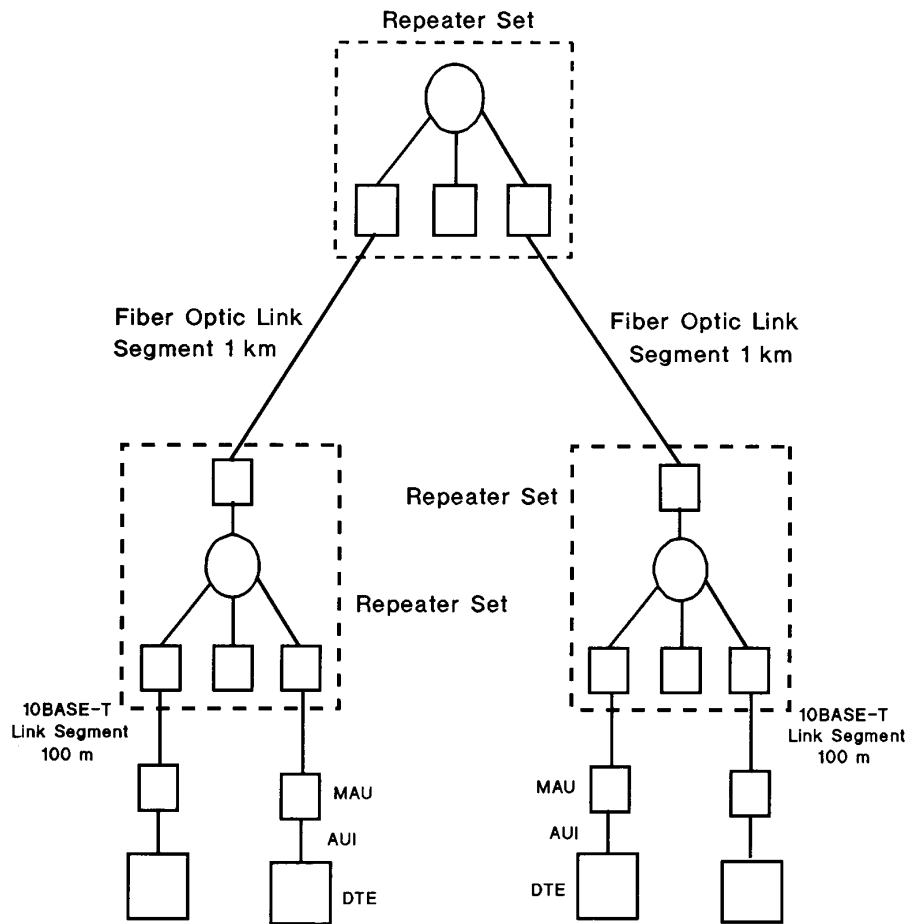 Repeater Set
Fiber Optic Link
Segment 1 km
Fiber Optic Link
Segment 1 km
Repeater Set
Repeater Set
10BASE-T
Link Segment
100 m
10BASE-T
Link Segment
100 m
MAU
MAU
AUI
AUI
DTE
DTE